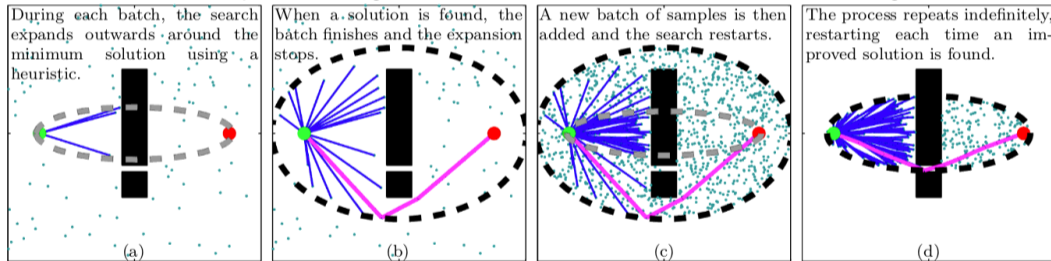 During each batch, the search
expands outwards around the
minimum solution using a
heuristic.
(a)
When a solution is found, the
batch finishes and the expansion
stops.
(b)
A new batch of samples is then
added and the search restarts.
(c)
The process repeats indefinitely,
restarting each time an im-
proved solution is found.
(d)